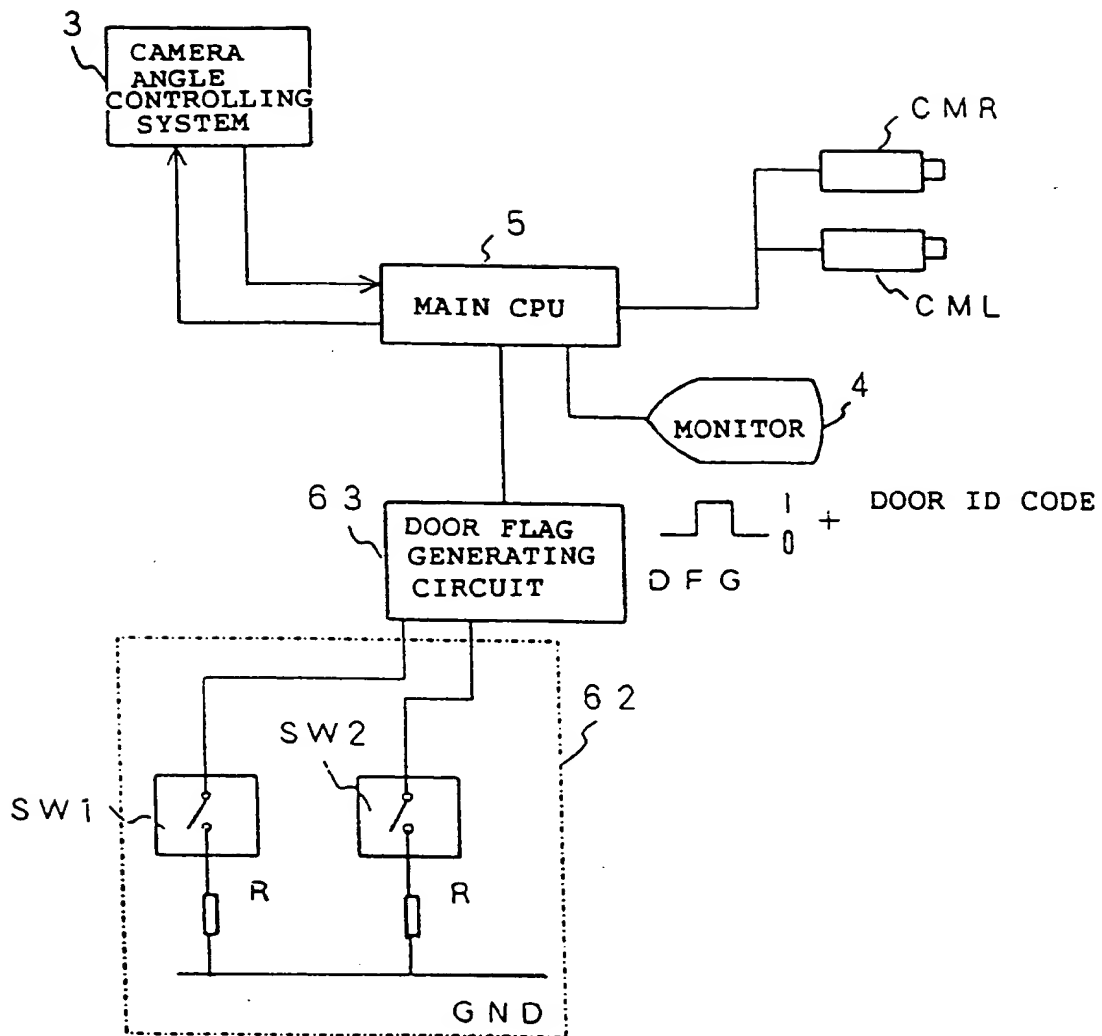 3
CAMERA
ANGLE
CONTROLLING
SYSTEM
CMR
5
MAIN CPU
CML
4
MONITOR
63
DOOR FLAG
GENERATING
CIRCUIT
1
0
+ DOOR ID CODE
DFG
62
SW2
SW1
R
R
GND